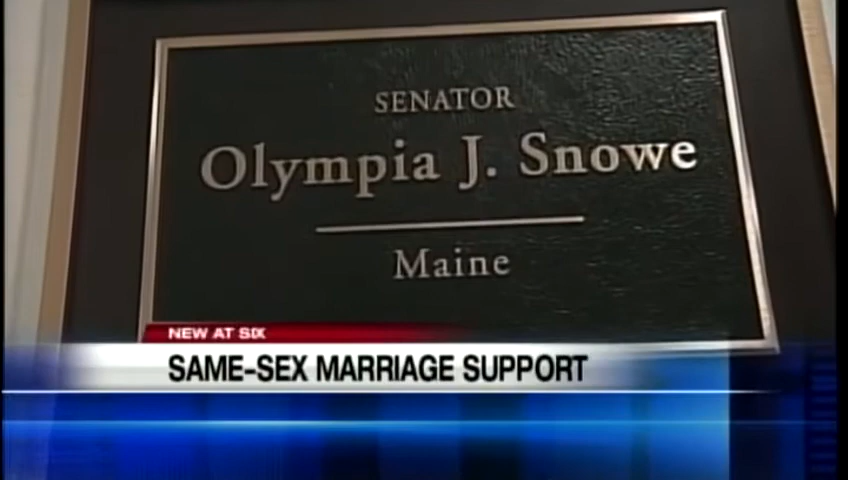 SENATOR
Olympia J. Snowe
Maine
NEW AT SIX
SAME-SEX MARRIAGE SUPPORT